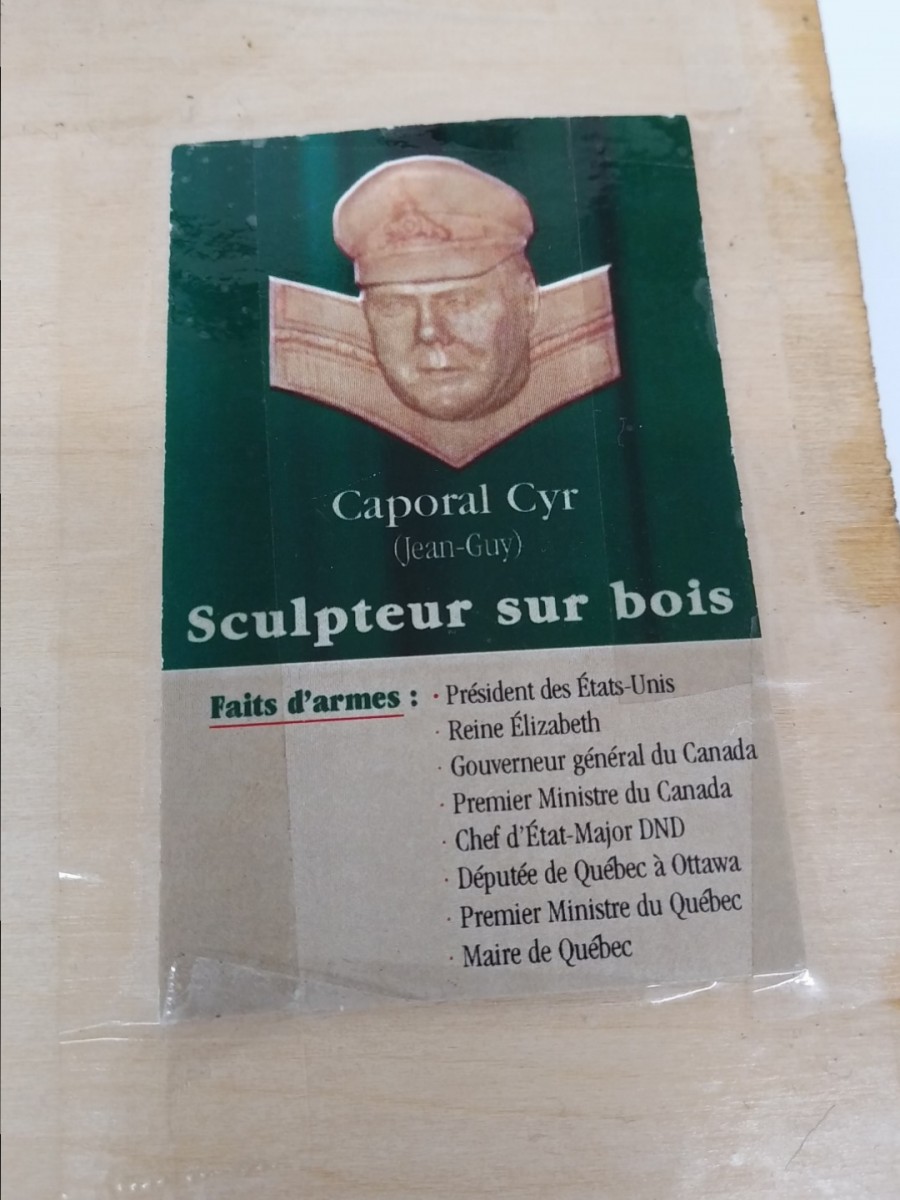 Caporal Cyr
(Jean-Guy)
Sculpteur sur bois
Faits d'armes : · Président des États-Unis
· Reine Élizabeth
· Gouverneur général du Canada
· Premier Ministre du Canada
· Chef d'État-Major DND
· Députée de Québec à Ottawa
· Premier Ministre du Québec
· Maire de Québec